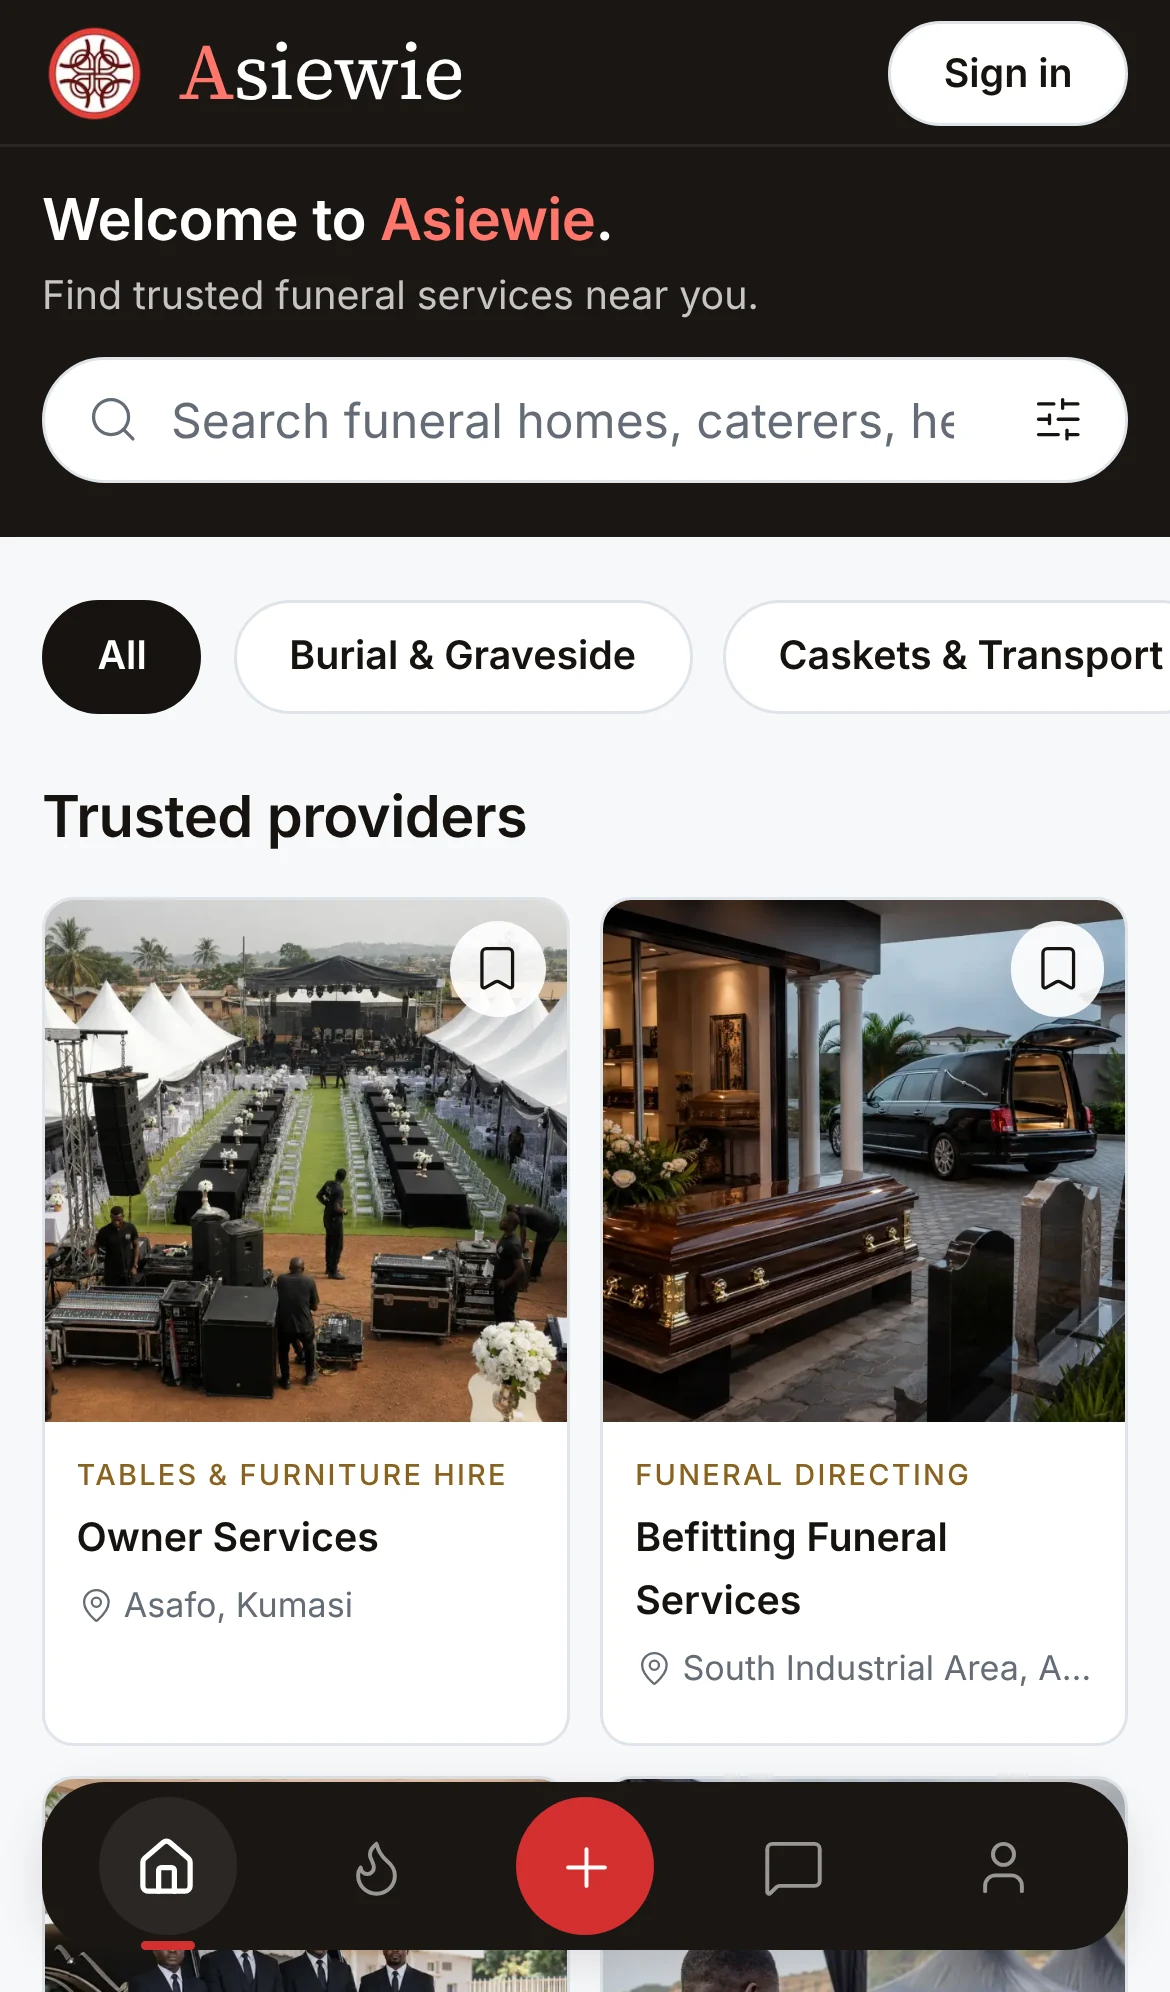 Asiewie
Sign in
Welcome to Asiewie.
Find trusted funeral services near you.
Search funeral homes, caterers, he
All
Burial & Graveside
Caskets & Transport
Trusted providers
TABLES & FURNITURE HIRE
Owner Services
Asafo, Kumasi
FUNERAL DIRECTING
Befitting Funeral
Services
South Industrial Area, A...